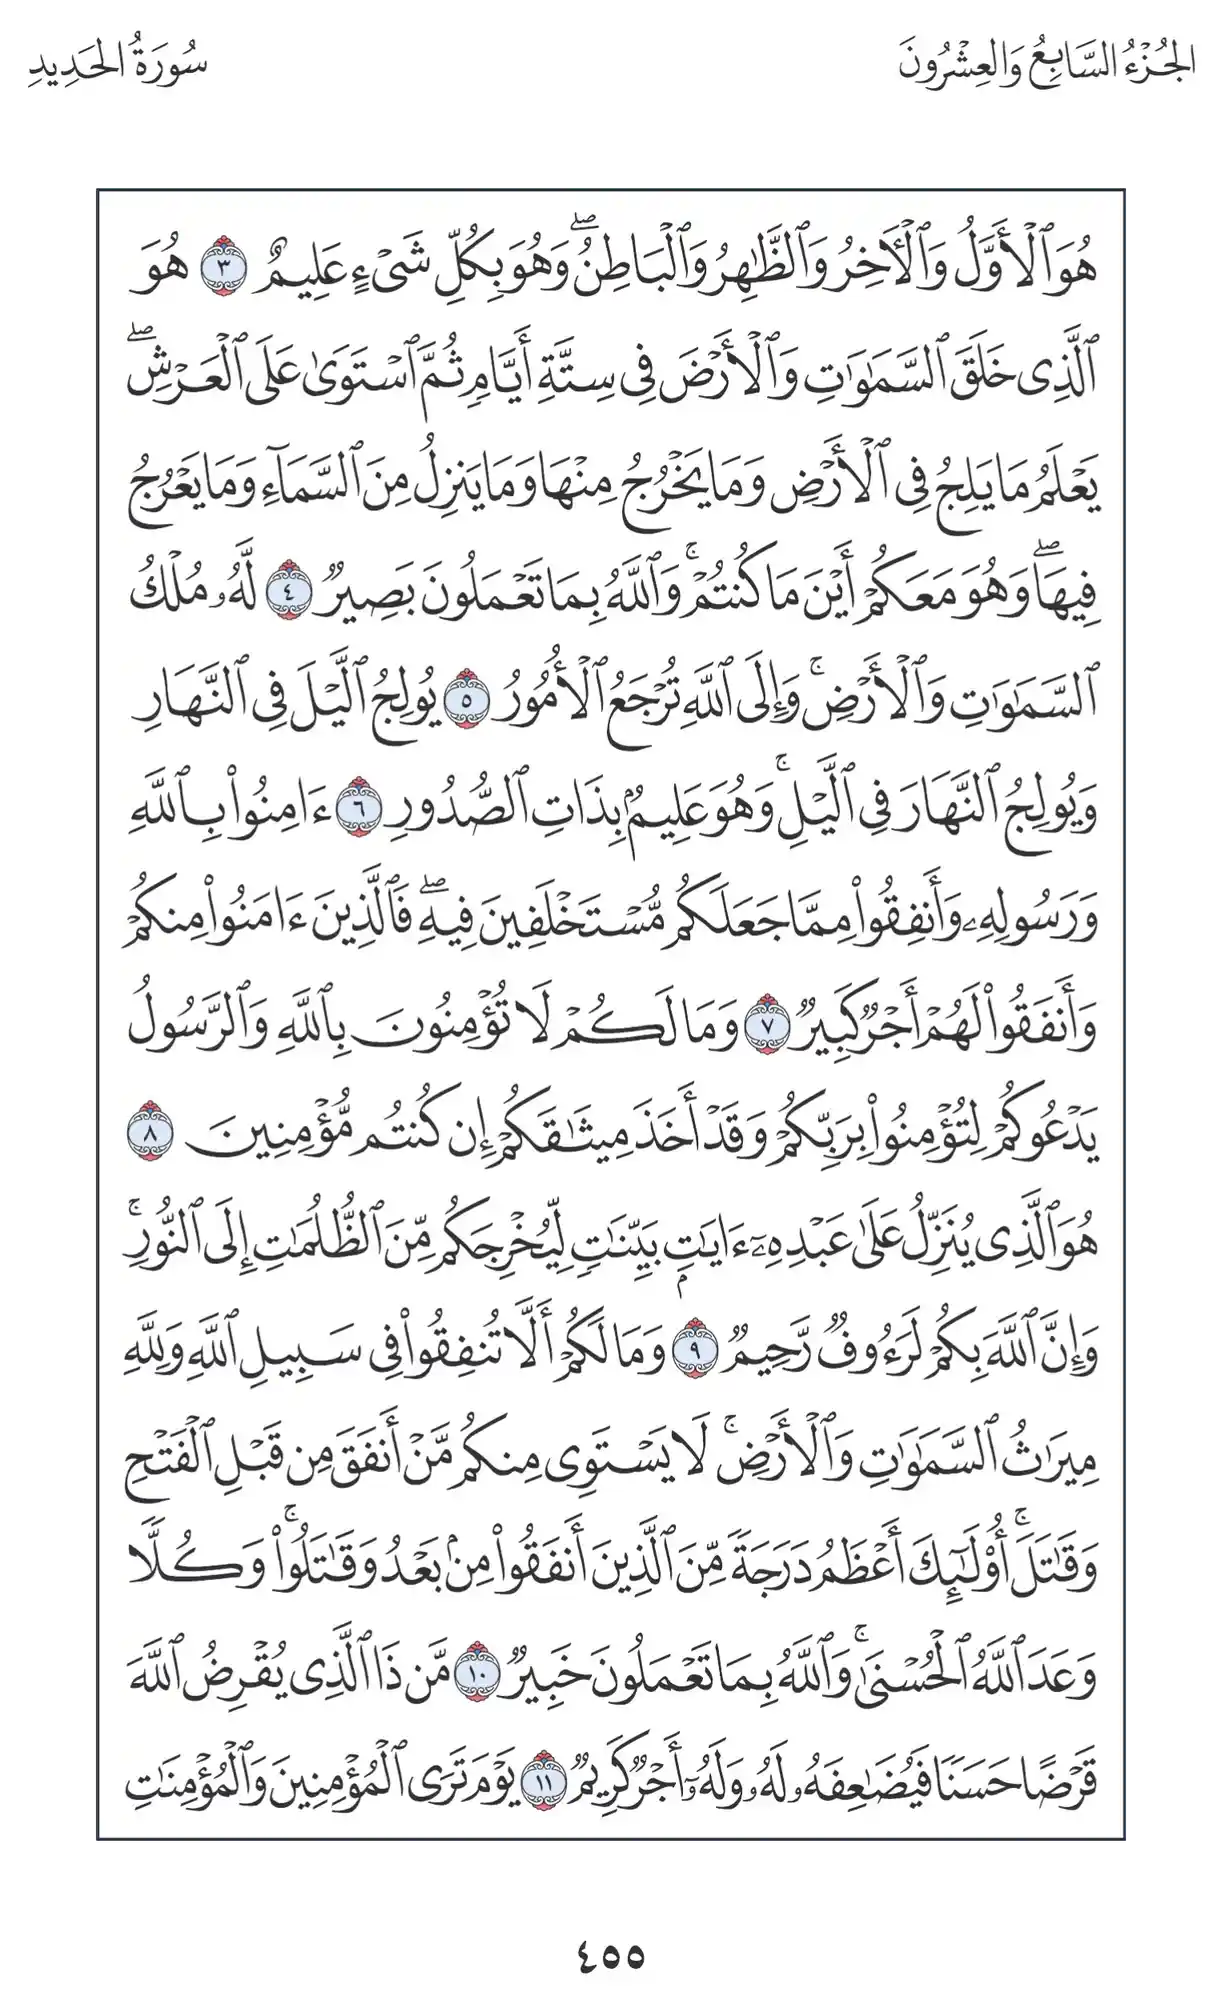 الجُزْءُ السَّابِعُ وَالعِشْرُونَ
سُورَةُ الحَدِيدِ
هُوَ ٱلْأَوَّلُ وَٱلْـَٔاخِرُ وَٱلظَّـٰهِرُ وَٱلْبَاطِنُ ۖ وَهُوَ بِكُلِّ شَىْءٍ عَلِيمٌ ٣ هُوَ
ٱلَّذِى خَلَقَ ٱلسَّمَـٰوَٰتِ وَٱلْأَرْضَ فِى سِتَّةِ أَيَّامٍ ثُمَّ ٱسْتَوَىٰ عَلَى ٱلْعَرْشِ ۖ
يَعْلَمُ مَا يَلِجُ فِى ٱلْأَرْضِ وَمَا يَخْرُجُ مِنْهَا وَمَا يَنزِلُ مِنَ ٱلسَّمَآءِ وَمَا يَعْرُجُ
فِيهَا ۖ وَهُوَ مَعَكُمْ أَيْنَ مَا كُنتُمْ ۚ وَٱللَّهُ بِمَا تَعْمَلُونَ بَصِيرٌ ٤ لَّهُۥ مُلْكُ
ٱلسَّمَـٰوَٰتِ وَٱلْأَرْضِ ۚ وَإِلَى ٱللَّهِ تُرْجَعُ ٱلْأُمُورُ ٥ يُولِجُ ٱلَّيْلَ فِى ٱلنَّهَارِ
وَيُولِجُ ٱلنَّهَارَ فِى ٱلَّيْلِ ۚ وَهُوَ عَلِيمٌۢ بِذَاتِ ٱلصُّدُورِ ٦ ءَامِنُوا۟ بِٱللَّهِ
وَرَسُولِهِۦ وَأَنفِقُوا۟ مِمَّا جَعَلَكُم مُّسْتَخْلَفِينَ فِيهِ ۖ فَٱلَّذِينَ ءَامَنُوا۟ مِنكُمْ
وَأَنفَقُوا۟ لَهُمْ أَجْرٌ كَبِيرٌ ٧ وَمَا لَكُمْ لَا تُؤْمِنُونَ بِٱللَّهِ وَٱلرَّسُولُ
يَدْعُوكُمْ لِتُؤْمِنُوا۟ بِرَبِّكُمْ وَقَدْ أَخَذَ مِيثَـٰقَكُمْ إِن كُنتُم مُّؤْمِنِينَ ٨
هُوَ ٱلَّذِى يُنَزِّلُ عَلَىٰ عَبْدِهِۦٓ ءَايَـٰتٍۭ بَيِّنَـٰتٍ لِّيُخْرِجَكُم مِّنَ ٱلظُّلُمَـٰتِ إِلَى ٱلنُّورِ ۚ
وَإِنَّ ٱللَّهَ بِكُمْ لَرَءُوفٌ رَّحِيمٌ ٩ وَمَا لَكُمْ أَلَّا تُنفِقُوا۟ فِى سَبِيلِ ٱللَّهِ وَلِلَّهِ
مِيرَٰثُ ٱلسَّمَـٰوَٰتِ وَٱلْأَرْضِ ۚ لَا يَسْتَوِى مِنكُم مَّنْ أَنفَقَ مِن قَبْلِ ٱلْفَتْحِ
وَقَـٰتَلَ ۚ أُو۟لَـٰٓئِكَ أَعْظَمُ دَرَجَةً مِّنَ ٱلَّذِينَ أَنفَقُوا۟ مِنۢ بَعْدُ وَقَـٰتَلُوا۟ ۚ وَكُلًّا
وَعَدَ ٱللَّهُ ٱلْحُسْنَىٰ ۚ وَٱللَّهُ بِمَا تَعْمَلُونَ خَبِيرٌ ١٠ مَّن ذَا ٱلَّذِى يُقْرِضُ ٱللَّهَ
قَرْضًا حَسَنًا فَيُضَـٰعِفَهُۥ لَهُۥ وَلَهُۥٓ أَجْرٌ كَرِيمٌ ١١ يَوْمَ تَرَى ٱلْمُؤْمِنِينَ وَٱلْمُؤْمِنَـٰتِ
٤٥٥